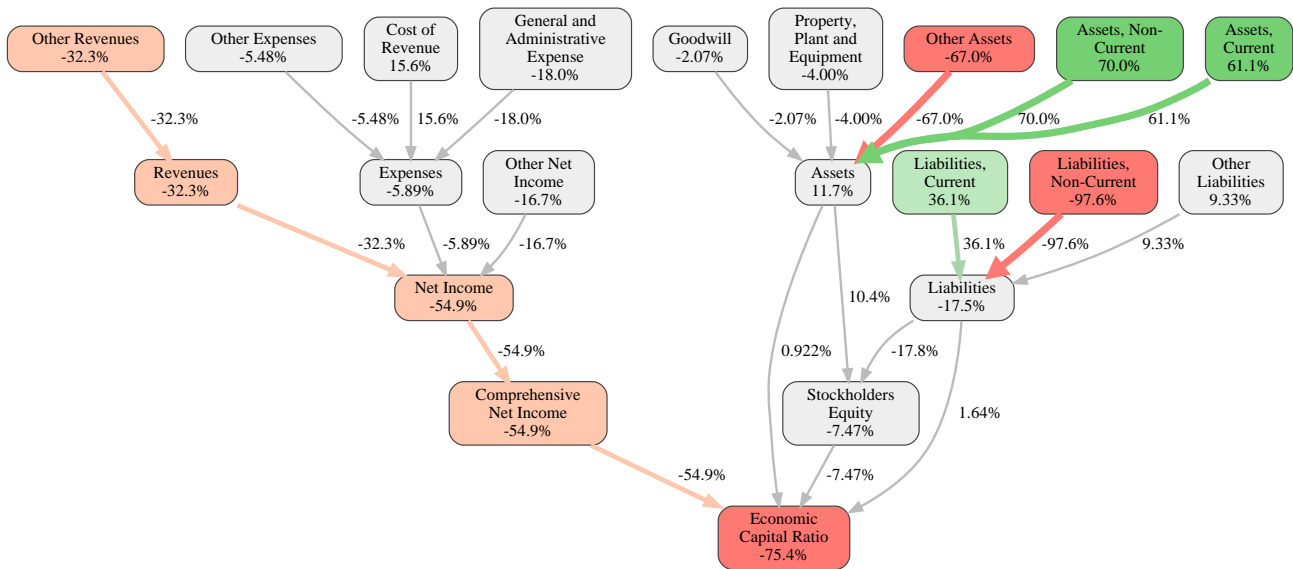 Other Revenues
-32.3%
Other Expenses
-5.48%
Cost of
Revenue
15.6%
General and
Administrative
Expense
-18.0%
Goodwill
-2.07%
Property,
Plant and
Equipment
-4.00%
Other Assets
-67.0%
Assets, Non-
Current
70.0%
Assets,
Current
61.1%
-32.3%
-5.48%
15.6%
-18.0%
-2.07%
-4.00%
-67.0%
70.0%
61.1%
Revenues
-32.3%
Expenses
-5.89%
Other Net
Income
-16.7%
Assets
11.7%
Liabilities,
Current
36.1%
Liabilities,
Non-Current
-97.6%
Other
Liabilities
9.33%
-32.3%
-5.89%
-16.7%
36.1%
-97.6%
9.33%
Net Income
-54.9%
10.4%
Liabilities
-17.5%
-54.9%
0.922%
-17.8%
Comprehensive
Net Income
-54.9%
Stockholders
Equity
-7.47%
1.64%
-54.9%
-7.47%
Economic
Capital Ratio
-75.4%